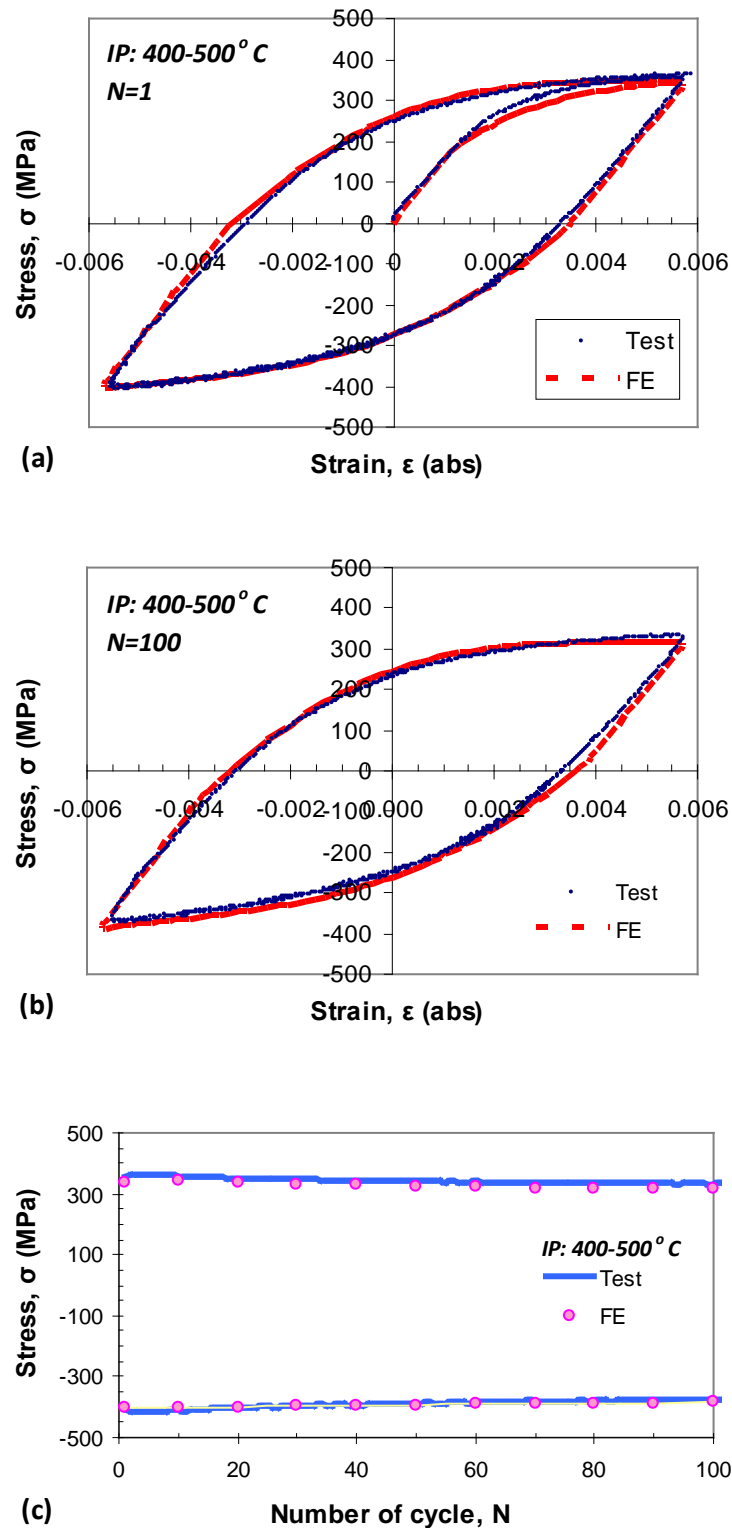 500
400
300
200
100
0
-100
-200
-300
-400
-500
-0.006
-0.004
-0.002
0
0.002
0.004
0.006
IP: 400-500° C
N=1
Test
FE
Stress, σ (MPa)
Strain, ε (abs)
(a)
500
400
300
200
100
0
-100
-200
-300
-400
-500
-0.006
-0.004
-0.002
0.000
0.002
0.004
0.006
IP: 400-500° C
N=100
Test
FE
Stress, σ (MPa)
Strain, ε (abs)
(b)
500
300
100
-100
-300
-500
0
20
40
60
80
100
IP: 400-500° C
Test
FE
Stress, σ (MPa)
Number of cycle, N
(c)